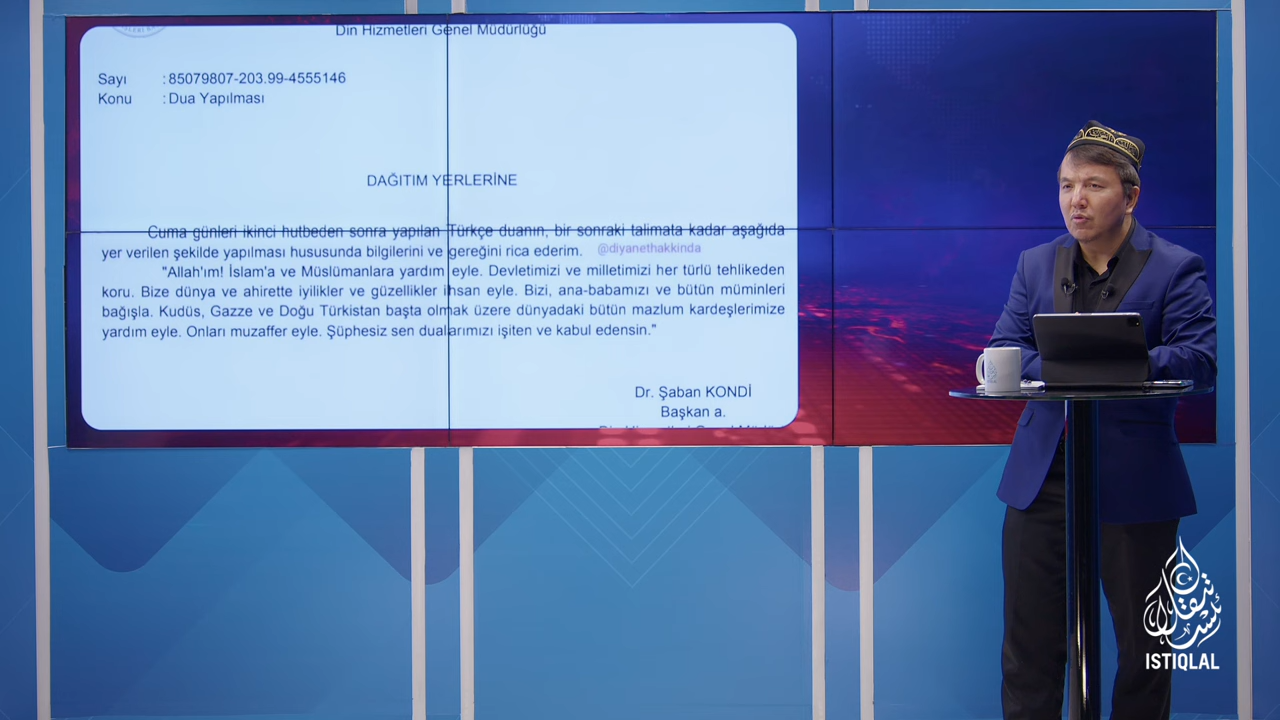 Din Hizmetleri Genel Müdürlüğü
Sayı : 85079807-203.99-4555146
Konu : Dua Yapılması
DAĞITIM YERLERİNE
Cuma günleri ikinci hutbeden sonra yapılan Türkçe duanın, bir sonraki talimata kadar aşağıda
yer verilen şekilde yapılması hususunda bilgilerini ve gereğini rica ederim.
@diyanethakkinda
"Allah'ım! İslam'a ve Müslümanlara yardım eyle. Devletimizi ve milletimizi her türlü tehlikeden
koru. Bize dünya ve ahirette iyilikler ve güzellikler ihsan eyle. Bizi, ana-babamızı ve bütün müminleri
bağışla. Kudüs, Gazze ve Doğu Türkistan başta olmak üzere dünyadaki bütün mazlum kardeşlerimize
yardım eyle. Onları muzaffer eyle. Şüphesiz sen dualarımızı işiten ve kabul edensin."
Dr. Şaban KONDİ
Başkan a.
ISTIQLAL